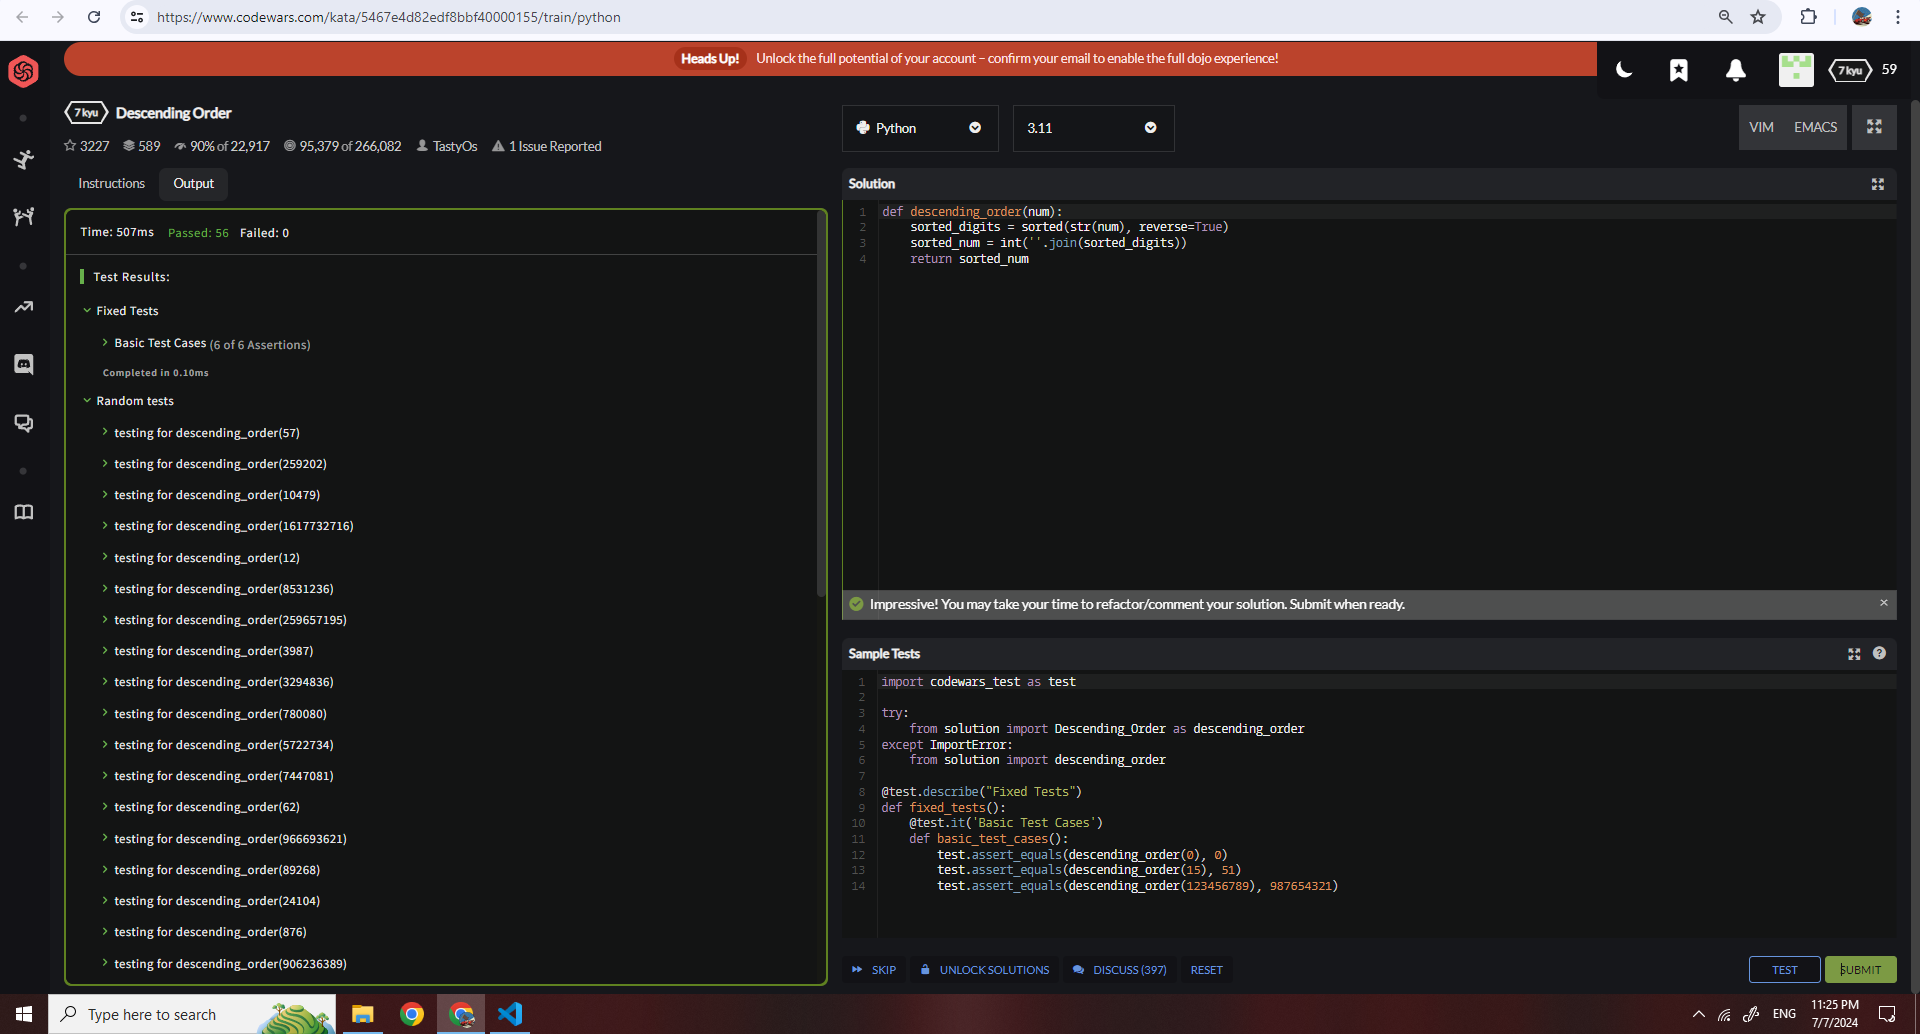 https://www.codewars.com/kata/5467e4d82edf8bbf40000155/train/python
Heads Up! Unlock the full potential of your account – confirm your email to enable the full dojo experience!
7 kyu 59
7 kyu Descending Order
3227 589 90% of 22,917 95,379 of 266,082 TastyOs 1 Issue Reported
Instructions Output
Time: 507ms Passed: 56 Failed: 0
Test Results:
Fixed Tests
Basic Test Cases (6 of 6 Assertions)
Completed in 0.10ms
Random tests
testing for descending_order(57)
testing for descending_order(259202)
testing for descending_order(10479)
testing for descending_order(1617732716)
testing for descending_order(12)
testing for descending_order(8531236)
testing for descending_order(259657195)
testing for descending_order(3987)
testing for descending_order(3294836)
testing for descending_order(780080)
testing for descending_order(5722734)
testing for descending_order(7447081)
testing for descending_order(62)
testing for descending_order(966693621)
testing for descending_order(89268)
testing for descending_order(24104)
testing for descending_order(876)
testing for descending_order(906236389)
Python 3.11 VIM EMACS
Solution
1 def descending_order(num):
2     sorted_digits = sorted(str(num), reverse=True)
3     sorted_num = int(''.join(sorted_digits))
4     return sorted_num
Impressive! You may take your time to refactor/comment your solution. Submit when ready.
Sample Tests
1 import codewars_test as test
2
3 try:
4     from solution import Descending_Order as descending_order
5 except ImportError:
6     from solution import descending_order
7
8 @test.describe("Fixed Tests")
9 def fixed_tests():
10     @test.it('Basic Test Cases')
11     def basic_test_cases():
12         test.assert_equals(descending_order(0), 0)
13         test.assert_equals(descending_order(15), 51)
14         test.assert_equals(descending_order(123456789), 987654321)
SKIP UNLOCK SOLUTIONS DISCUSS (397) RESET TEST SUBMIT
Type here to search
ENG
11:25 PM
7/7/2024